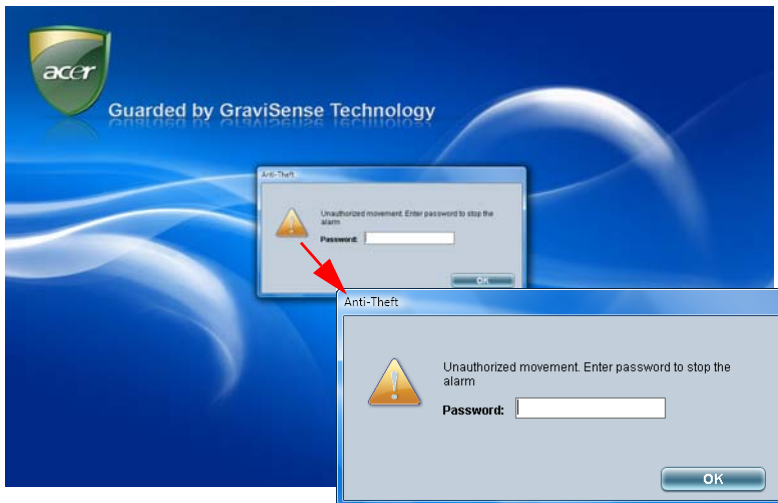 acer
Guarded by GraviSense Technology
Anti-Theft
Unauthorized movement. Enter password to stop the
alarm
Password:
OK
Anti-Theft
Unauthorized movement. Enter password to stop the
alarm
Password:
OK